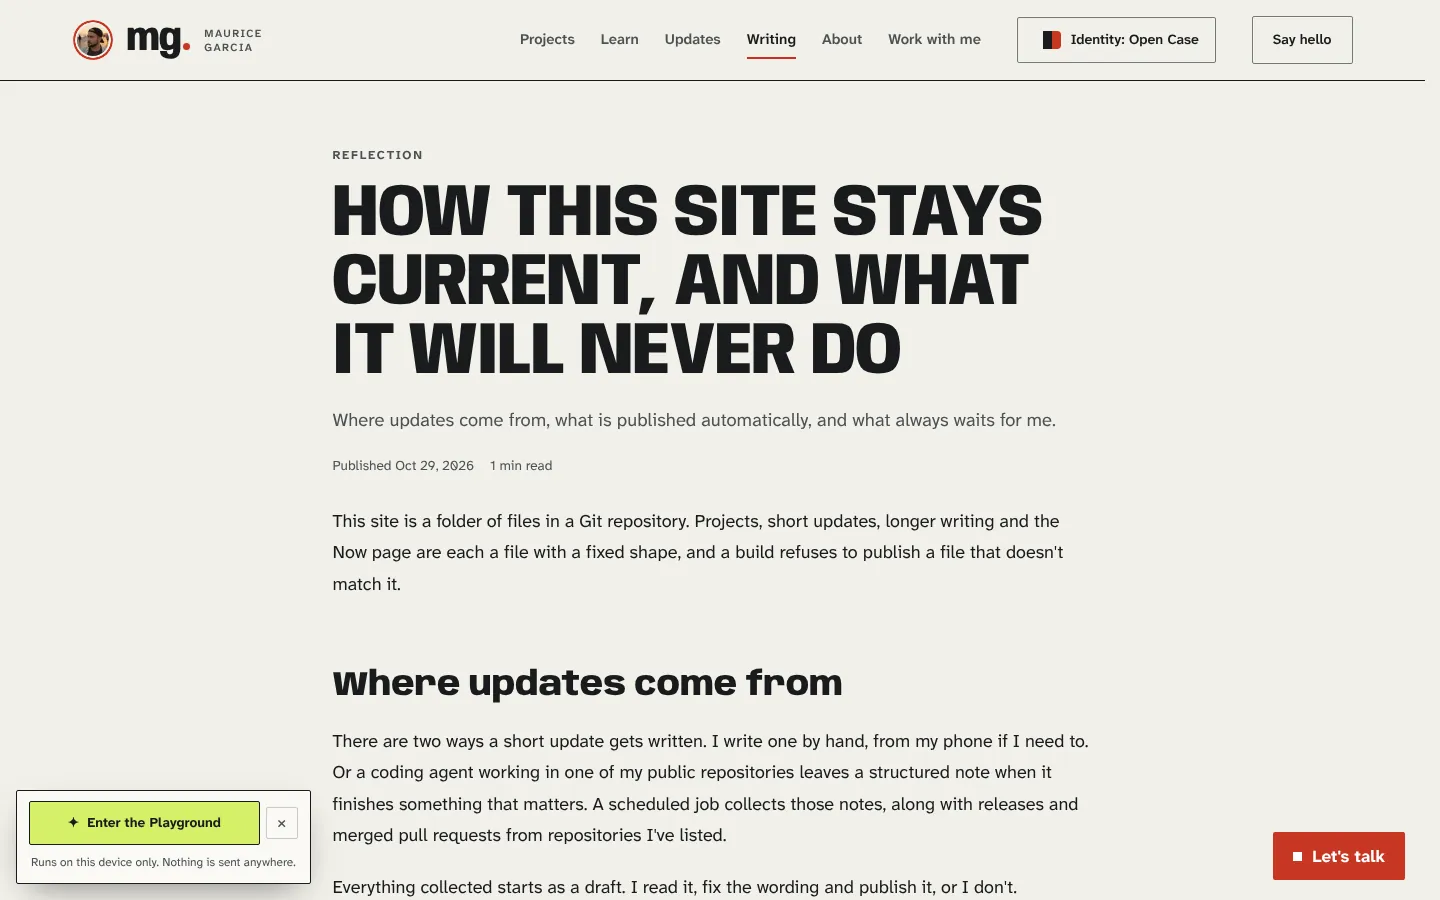 mg.
MAURICE
GARCIA
Projects
Learn
Updates
Writing
About
Work with me
Identity: Open Case
Say hello
REFLECTION
HOW THIS SITE STAYS
CURRENT, AND WHAT
IT WILL NEVER DO
Where updates come from, what is published automatically, and what always waits for me.
Published Oct 29, 2026 1 min read
This site is a folder of files in a Git repository. Projects, short updates, longer writing and the
Now page are each a file with a fixed shape, and a build refuses to publish a file that doesn't
match it.
Where updates come from
There are two ways a short update gets written. I write one by hand, from my phone if I need to.
Or a coding agent working in one of my public repositories leaves a structured note when it
finishes something that matters. A scheduled job collects those notes, along with releases and
merged pull requests from repositories I've listed.
Everything collected starts as a draft. I read it, fix the wording and publish it, or I don't.
✦ Enter the Playground
×
Runs on this device only. Nothing is sent anywhere.
Let's talk